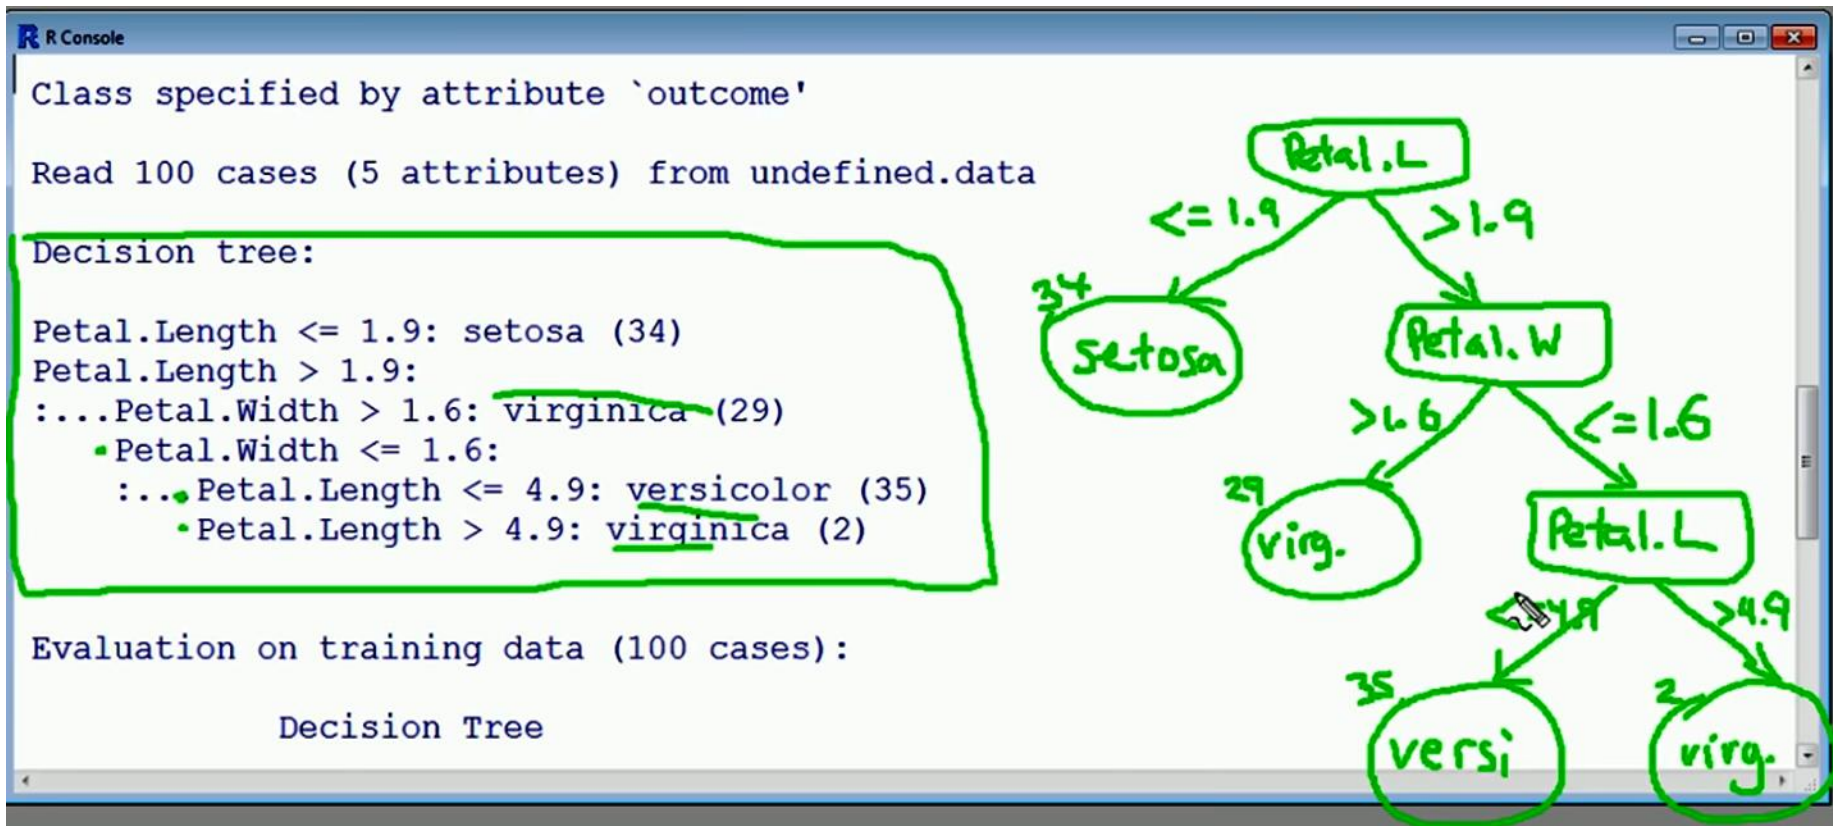 R Console
Class specified by attribute `outcome'
Read 100 cases (5 attributes) from undefined.data
Decision tree:
Petal.Length <= 1.9: setosa (34)
Petal.Length > 1.9:
:...Petal.Width > 1.6: virginica (29)
Petal.Width <= 1.6:
:...Petal.Length <= 4.9: versicolor (35)
Petal.Length > 4.9: virginica (2)
Evaluation on training data (100 cases):
Decision Tree
Petal.L
<=1.9 >1.9
34
setosa
Petal.W
>1.6 <=1.6
29
virg.
Petal.L
<=4.9 >4.9
35
versi
2
virg.